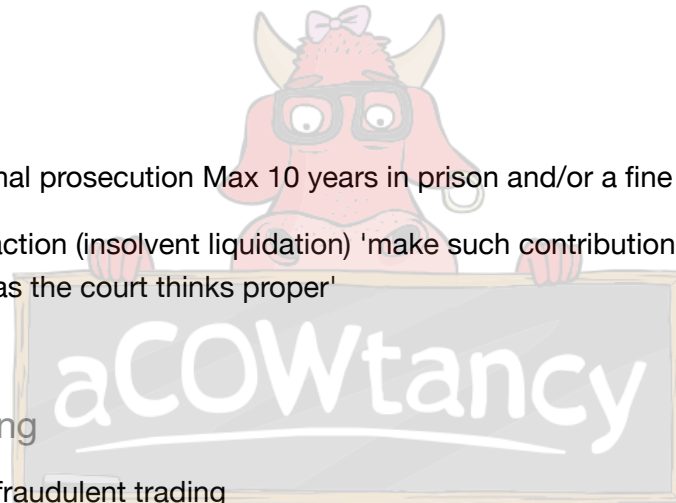 nal prosecution Max 10 years in prison and/or a fine
action (insolvent liquidation) 'make such contribution
as the court thinks proper'
aCOWtancy
ng
fraudulent trading